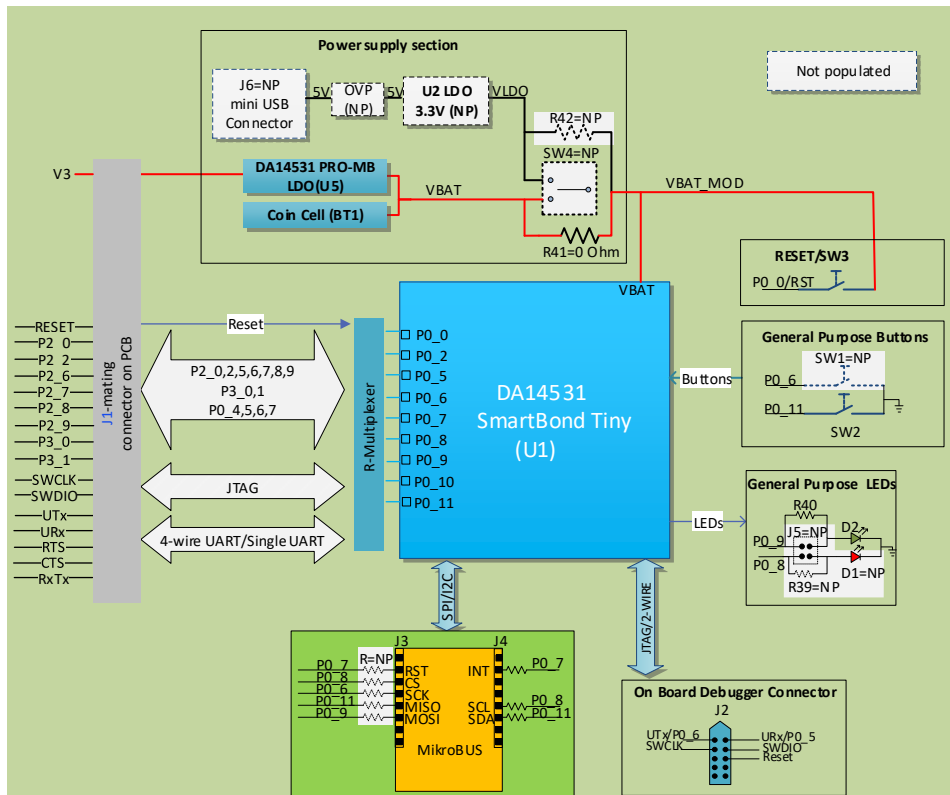 Power supply section
J6=NP
mini USB
Connector
5V
OVP
(NP)
5V
U2 LDO
3.3V (NP)
VLDO
R42=NP
SW4=NP
Not populated
V3
DA14531 PRO-MB
LDO(U5)
Coin Cell (BT1)
VBAT
R41=0 Ohm
VBAT_MOD
VBAT
RESET/SW3
P0_0/RST
RESET
P2_0
P2_2
P2_6
P2_7
P2_8
P2_9
P3_0
P3_1
SWCLK
SWDIO
UTx
URx
RTS
CTS
RxTx
J1-mating
connector on PCB
Reset
P2_0,2,5,6,7,8,9
P3_0,1
P0_4,5,6,7
JTAG
4-wire UART/Single UART
R-Multiplexer
P0_0
P0_2
P0_5
P0_6
P0_7
P0_8
P0_9
P0_10
P0_11
DA14531
SmartBond Tiny
(U1)
Buttons
General Purpose Buttons
SW1=NP
P0_6
P0_11
SW2
LEDs
General Purpose LEDs
R40
J5=NP
D2
P0_9
P0_8
R39=NP
D1=NP
SPI/I2C
JTAG/2-WIRE
J3
J4
R=NP
P0_7
P0_8
P0_6
P0_11
P0_9
RST
CS
SCK
MISO
MOSI
INT
SCL
SDA
P0_7
P0_8
P0_11
MikroBUS
On Board Debugger Connector
J2
UTx/P0_6
SWCLK
URx/P0_5
SWDIO
Reset